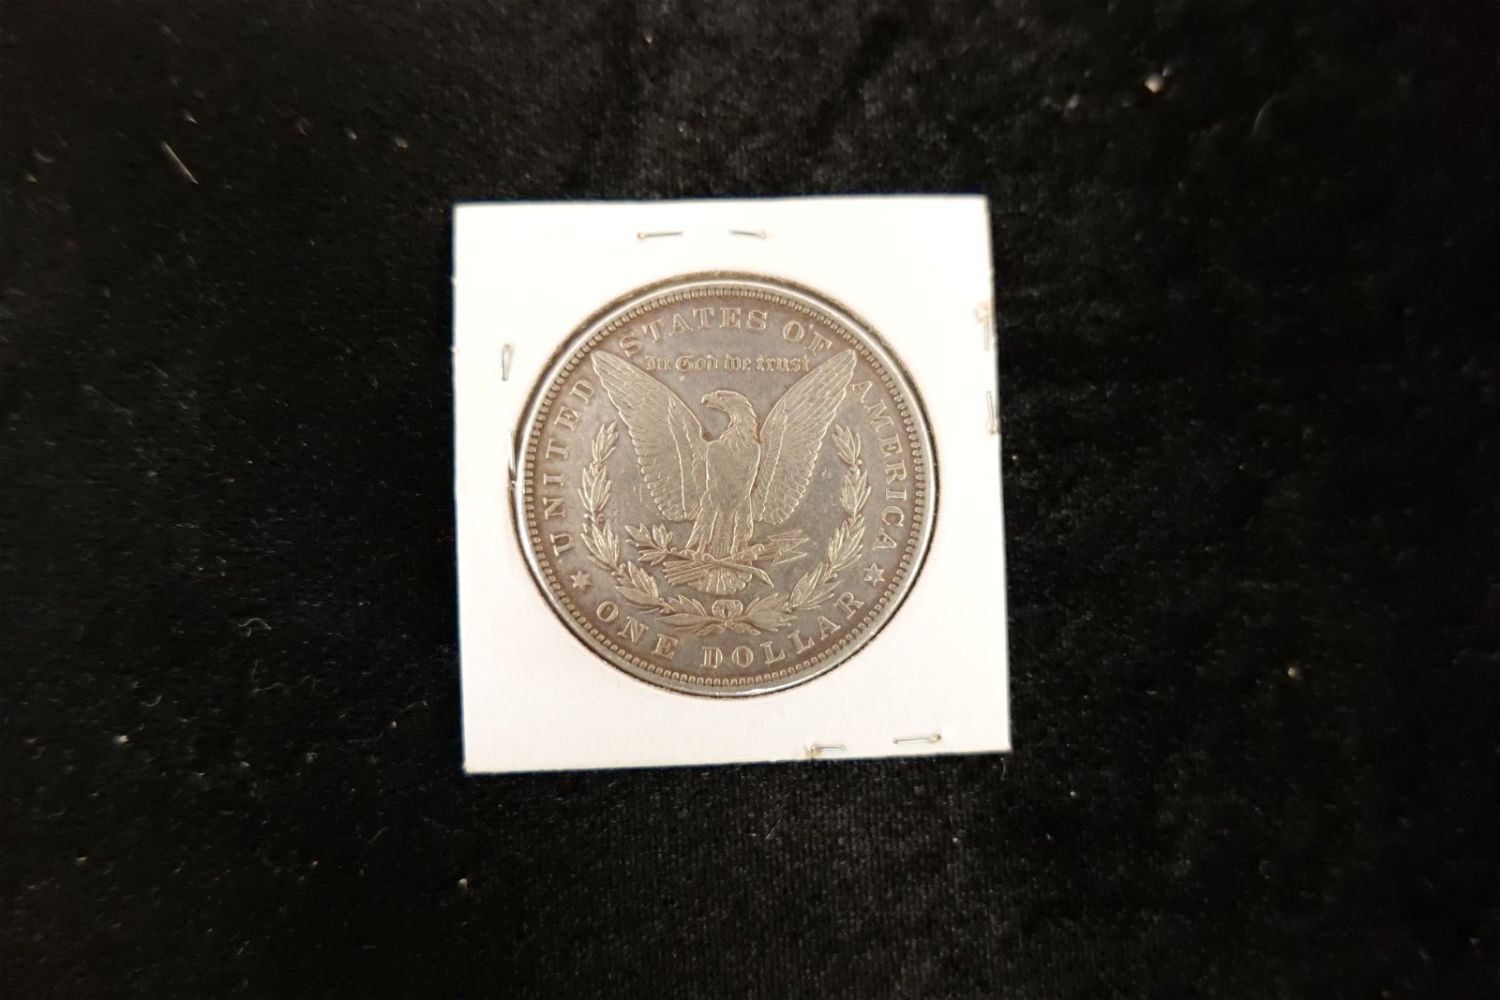 UNITED STATES OF AMERICA
In God we trust
ONE DOLLAR